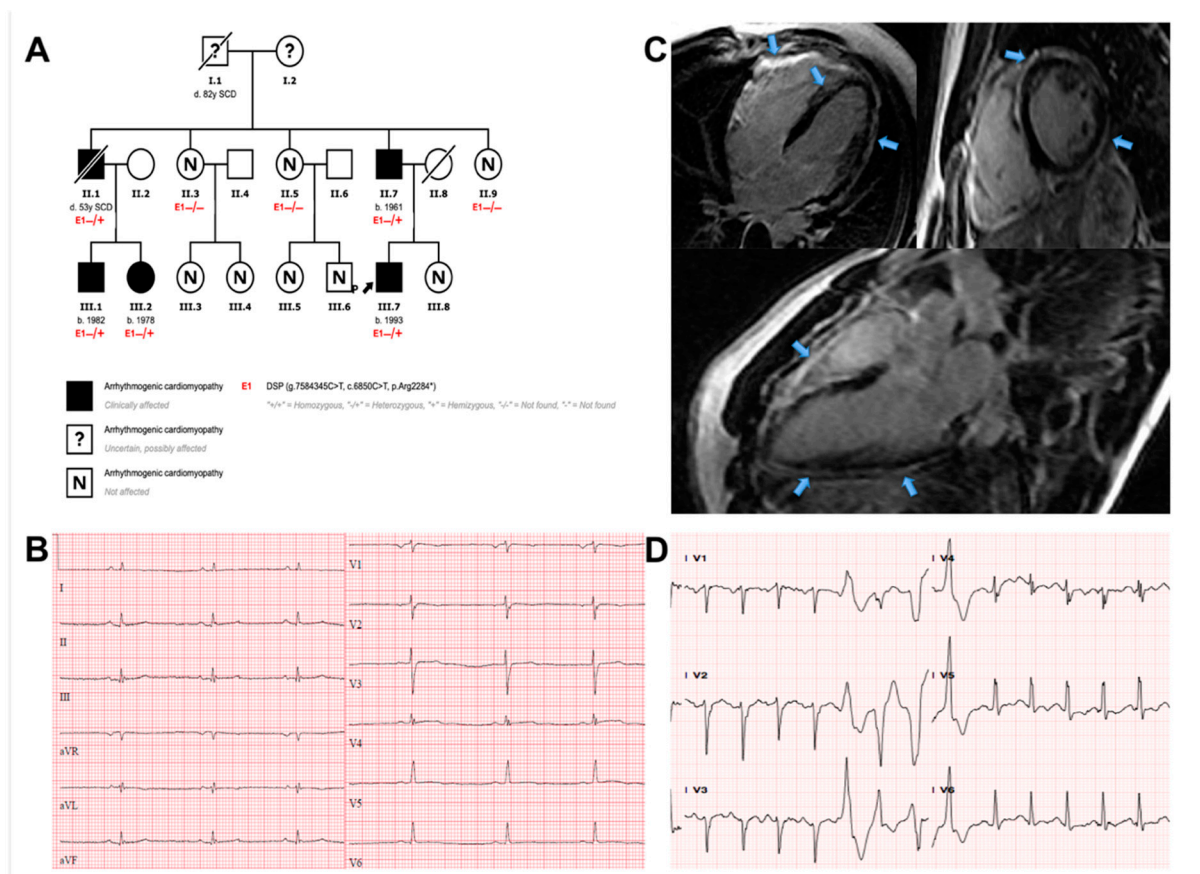 A
?
?
I.1
I.2
d. 82y SCD
N
N
N
II.1
II.2
II.3
II.4
II.5
II.6
II.7
II.8
II.9
d. 53y SCD
E1−/−
E1−/−
b. 1961
E1−/−
E1−/+
E1−/+
N
N
N
N
P
N
III.1
III.2
III.3
III.4
III.5
III.6
III.7
III.8
b. 1982
b. 1978
b. 1993
E1−/+
E1−/+
E1−/+
Arrhythmogenic cardiomyopathy
Clinically affected
E1
DSP (g.7584345C>T, c.6850C>T, p.Arg2284*)
"+/+" = Homozygous, "-/+" = Heterozygous, "+" = Hemizygous, "-/-" = Not found, "-" = Not found
?
Arrhythmogenic cardiomyopathy
Uncertain, possibly affected
N
Arrhythmogenic cardiomyopathy
Not affected
C
B
I
II
III
aVR
aVL
aVF
V1
V2
V3
V4
V5
V6
D
V1
V4
V2
V5
V3
V6